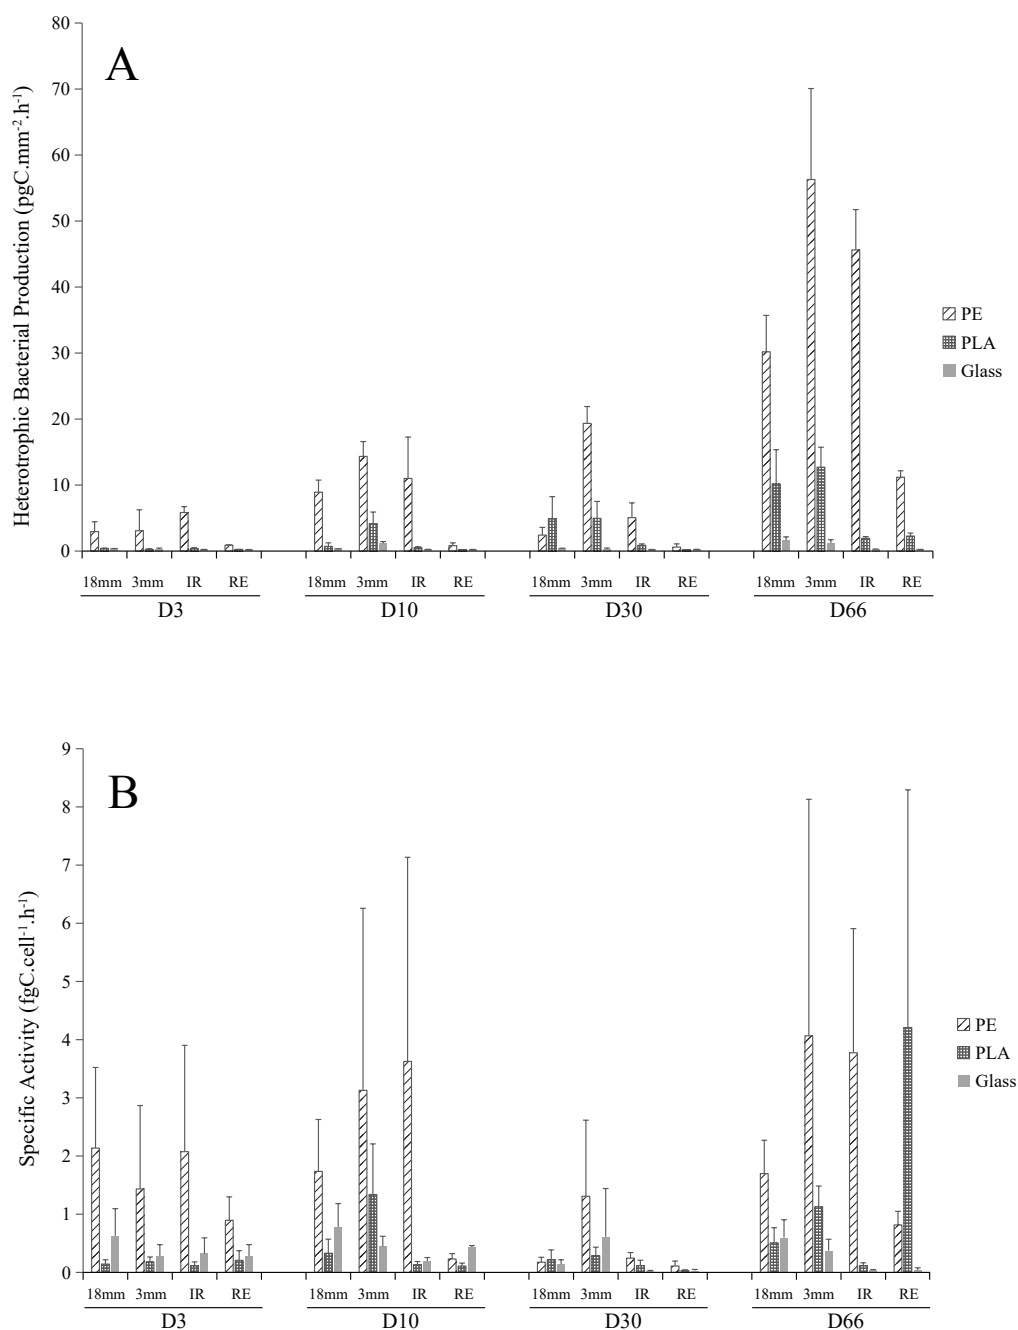 A
Heterotrophic Bacterial Production (pgC.mm⁻².h⁻¹)
80
70
60
50
40
30
20
10
0
18mm 3mm IR RE 18mm 3mm IR RE 18mm 3mm IR RE 18mm 3mm IR RE
D3 D10 D30 D66
PE
PLA
Glass
B
Specific Activity (fgC.cell⁻¹.h⁻¹)
9
8
7
6
5
4
3
2
1
0
18mm 3mm IR RE 18mm 3mm IR RE 18mm 3mm IR RE 18mm 3mm IR RE
D3 D10 D30 D66
PE
PLA
Glass